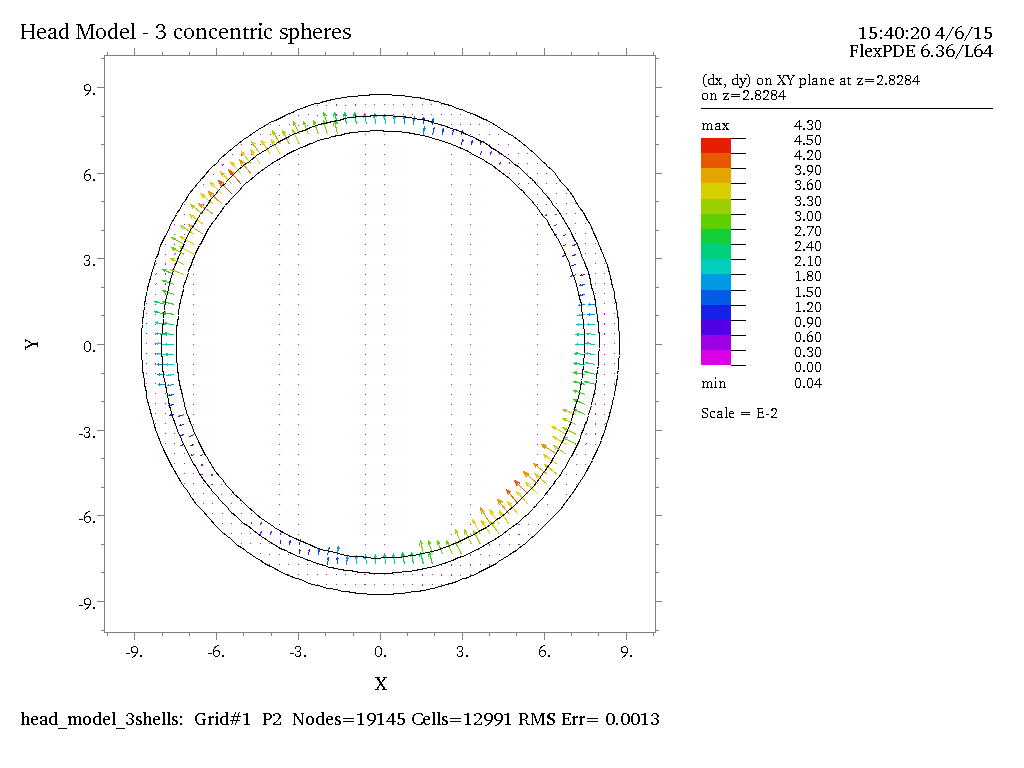 Head Model - 3 concentric spheres
15:40:20 4/6/15
FlexPDE 6.36/L64
(dx, dy) on XY plane at z=2.8284
on z=2.8284
max 4.30
4.50
4.20
3.90
3.60
3.30
3.00
2.70
2.40
2.10
1.80
1.50
1.20
0.90
0.60
0.30
0.00
min 0.04
Scale = E-2
9.
6.
3.
0.
-3.
-6.
-9.
Y
-9. -6. -3. 0. 3. 6. 9.
X
head_model_3shells: Grid#1 P2 Nodes=19145 Cells=12991 RMS Err= 0.0013